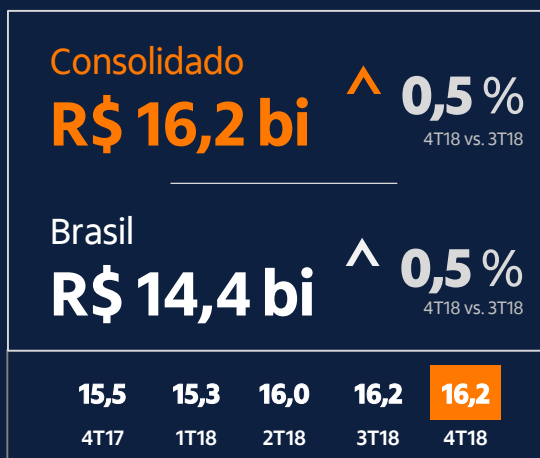 Consolidado
R$ 16,2 bi
0,5 %
4T18 vs. 3T18
Brasil
R$ 14,4 bi
0,5 %
4T18 vs. 3T18
15,5 15,3 16,0 16,2 16,2
4T17 1T18 2T18 3T18 4T18